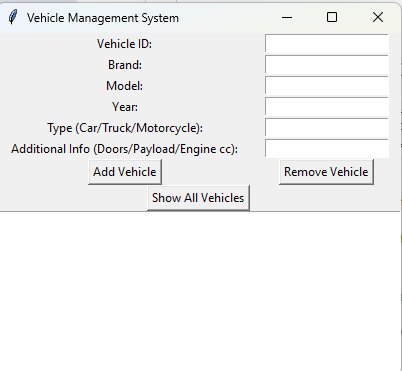 Vehicle Management System
Vehicle ID:
Brand:
Model:
Year:
Type (Car/Truck/Motorcycle):
Additional Info (Doors/Payload/Engine cc):
Add Vehicle Remove Vehicle
Show All Vehicles